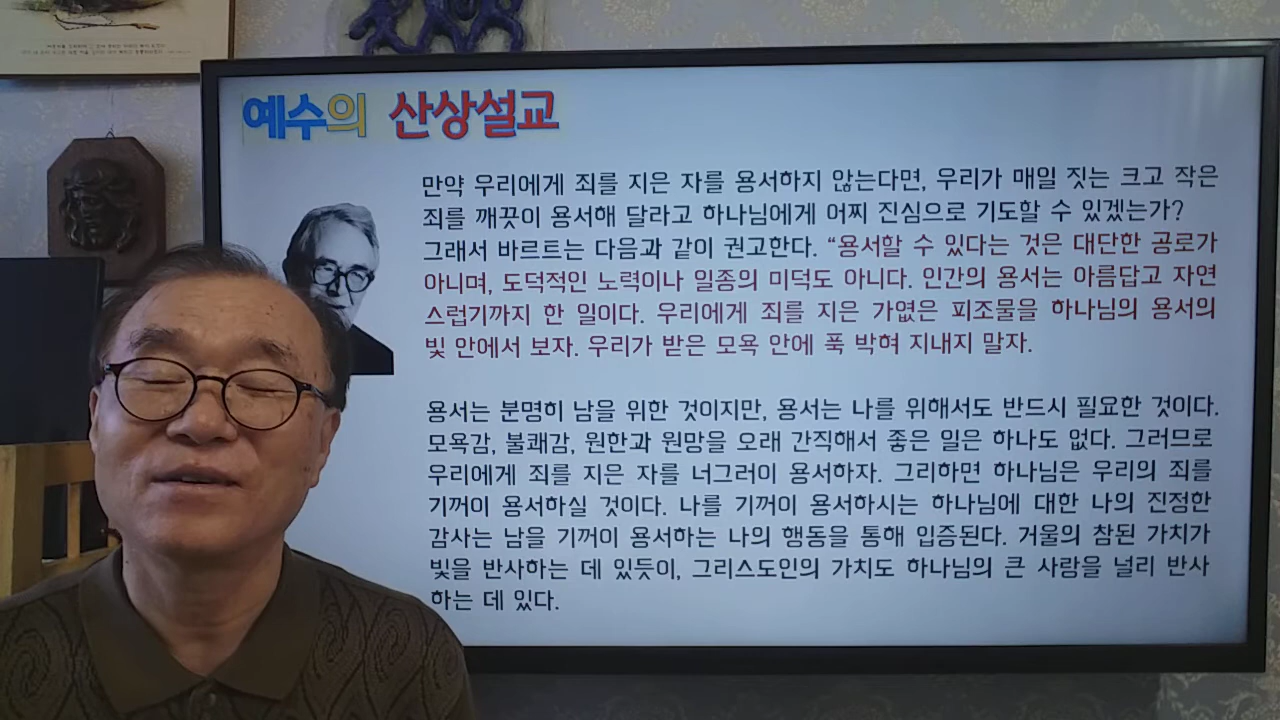 예수의 산상설교
만약 우리에게 죄를 지은 자를 용서하지 않는다면, 우리가 매일 짓는 크고 작은
죄를 깨끗이 용서해 달라고 하나님에게 어찌 진심으로 기도할 수 있겠는가?
그래서 바르트는 다음과 같이 권고한다. “용서할 수 있다는 것은 대단한 공로가
아니며, 도덕적인 노력이나 일종의 미덕도 아니다. 인간의 용서는 아름답고 자연
스럽기까지 한 일이다. 우리에게 죄를 지은 가엾은 피조물을 하나님의 용서의
빛 안에서 보자. 우리가 받은 모욕 안에 푹 박혀 지내지 말자.
용서는 분명히 남을 위한 것이지만, 용서는 나를 위해서도 반드시 필요한 것이다.
모욕감, 불쾌감, 원한과 원망을 오래 간직해서 좋은 일은 하나도 없다. 그러므로
우리에게 죄를 지은 자를 너그러이 용서하자. 그리하면 하나님은 우리의 죄를
기꺼이 용서하실 것이다. 나를 기꺼이 용서하시는 하나님에 대한 나의 진정한
감사는 남을 기꺼이 용서하는 나의 행동을 통해 입증된다. 거울의 참된 가치가
빛을 반사하는 데 있듯이, 그리스도인의 가치도 하나님의 큰 사랑을 널리 반사
하는 데 있다.